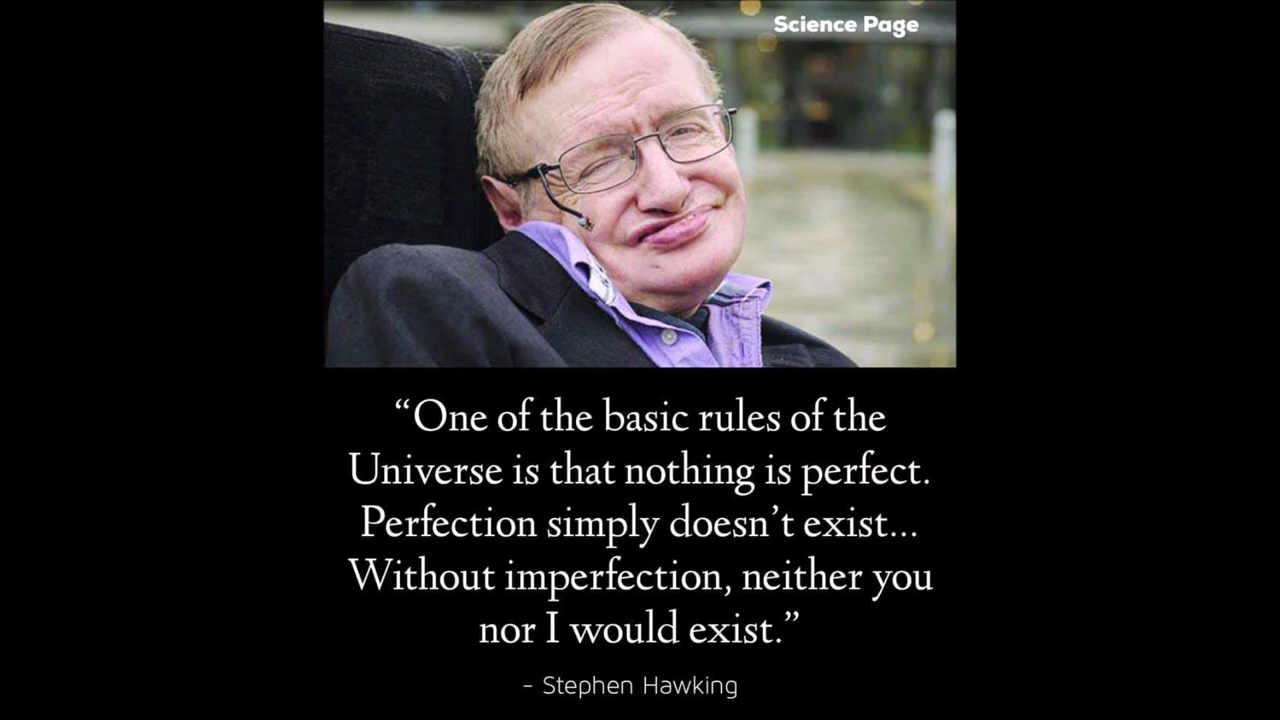 Science Page
“One of the basic rules of the
Universe is that nothing is perfect.
Perfection simply doesn’t exist...
Without imperfection, neither you
nor I would exist.”
- Stephen Hawking